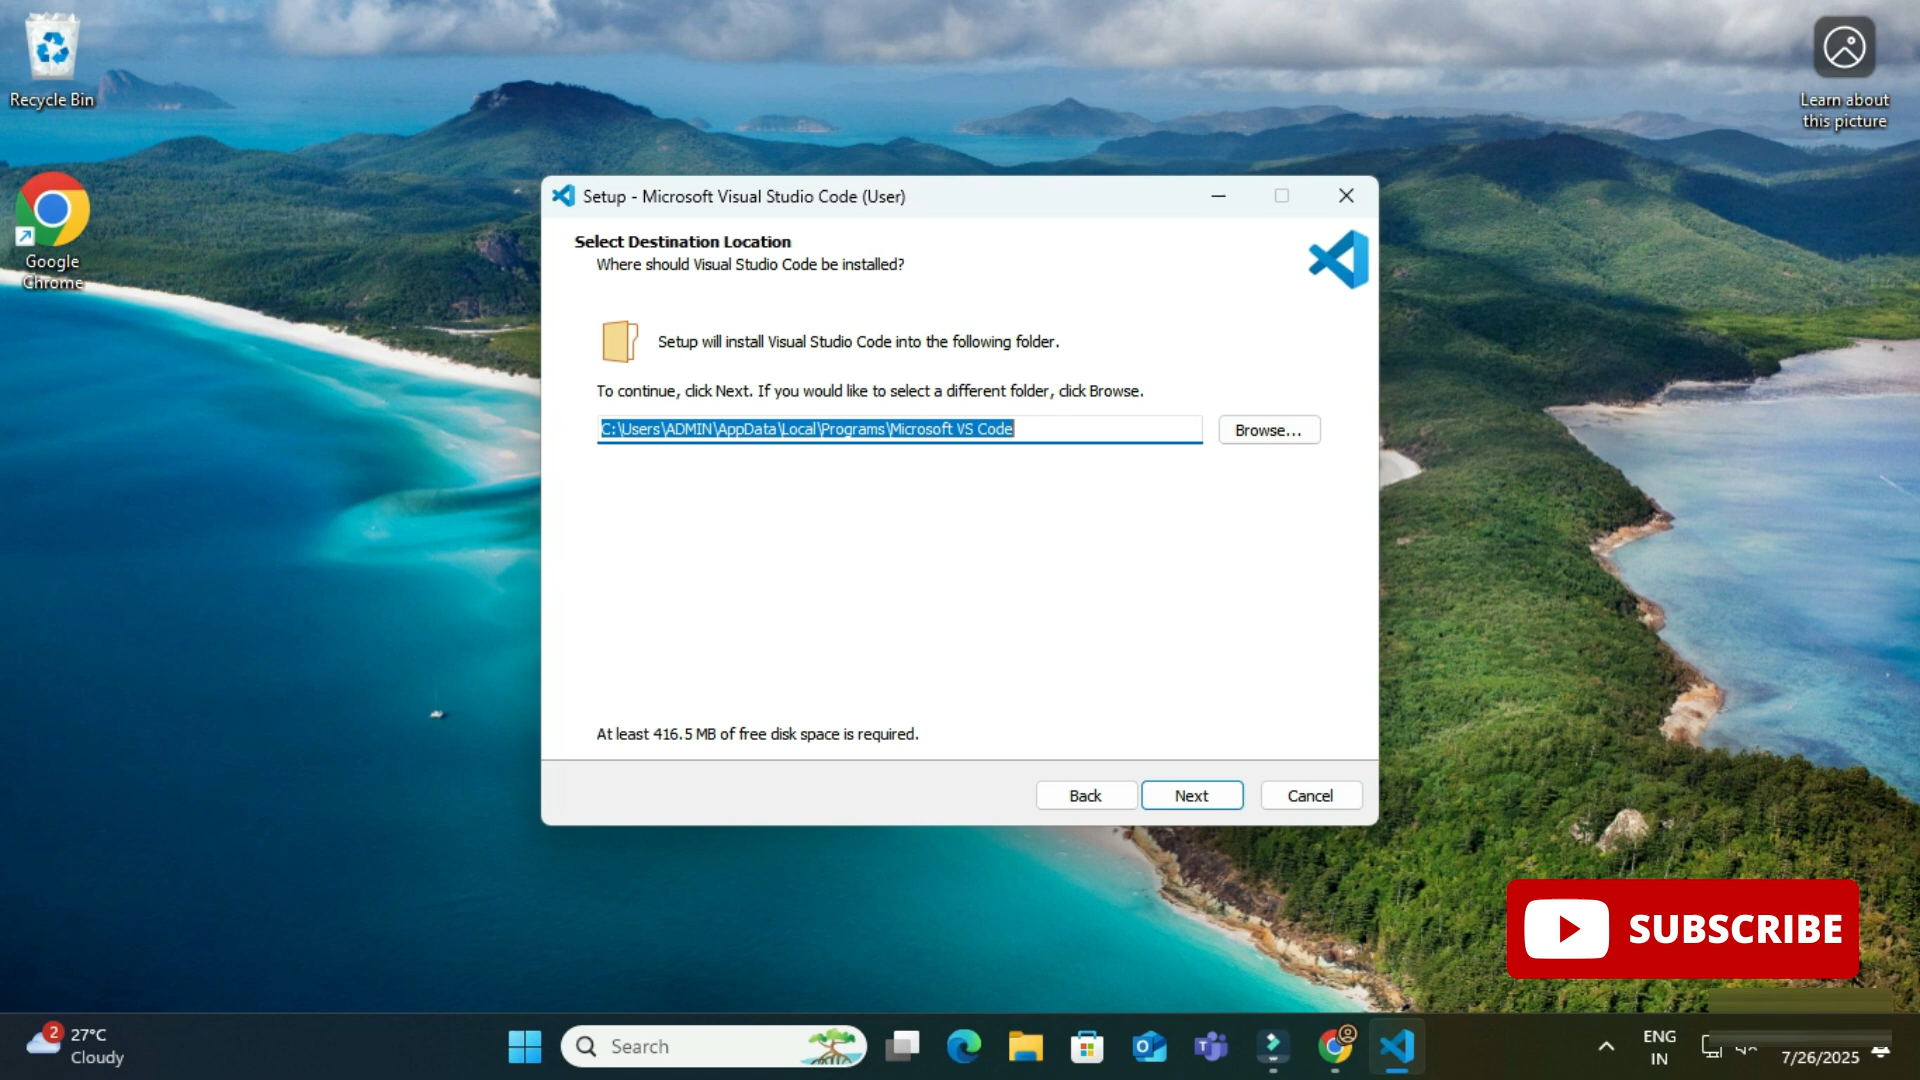 Recycle Bin
Learn about
this picture
Google
Chrome
Setup - Microsoft Visual Studio Code (User)
Select Destination Location
Where should Visual Studio Code be installed?
Setup will install Visual Studio Code into the following folder.
To continue, click Next. If you would like to select a different folder, click Browse.
C:\Users\ADMIN\AppData\Local\Programs\Microsoft VS Code
Browse...
At least 416.5 MB of free disk space is required.
Back
Next
Cancel
SUBSCRIBE
2
27°C
Cloudy
Search
ENG
IN
7/26/2025